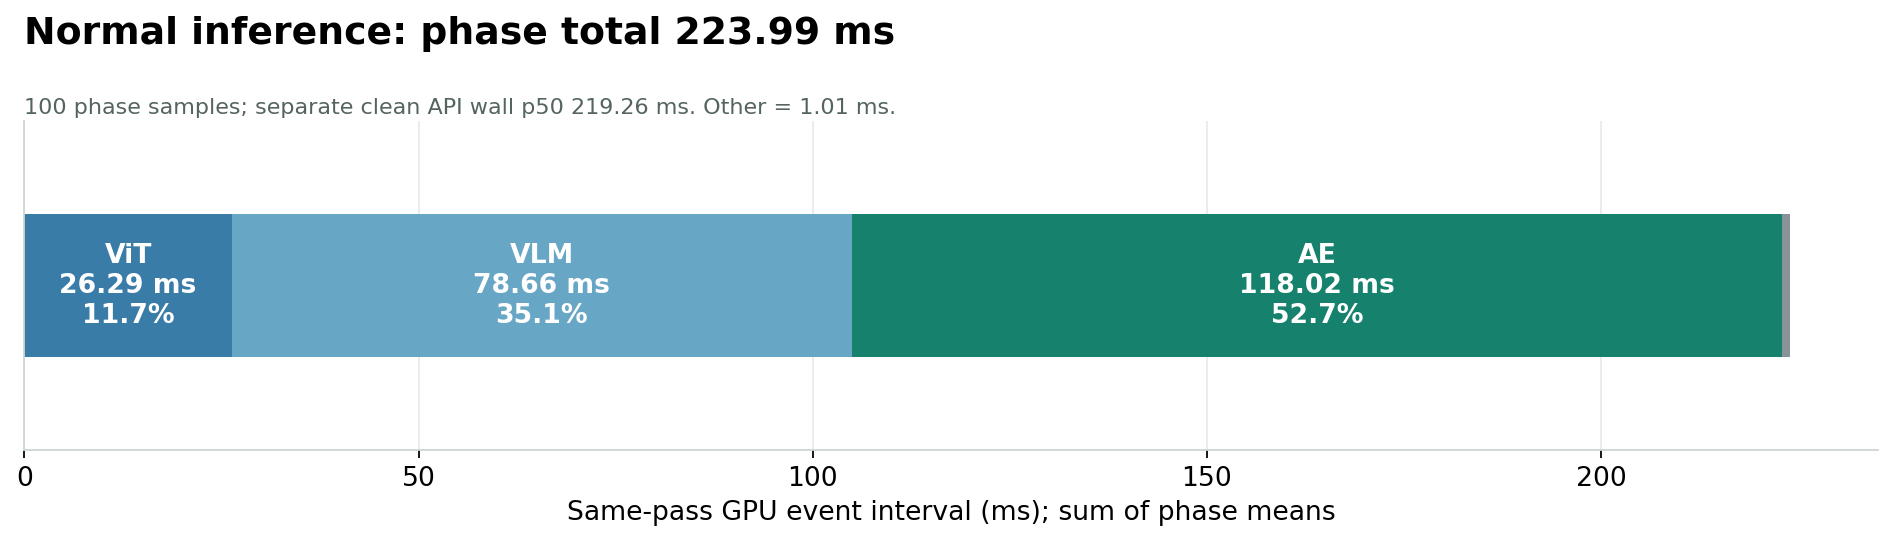 Normal inference: phase total 223.99 ms
100 phase samples; separate clean API wall p50 219.26 ms. Other = 1.01 ms.
ViT
26.29 ms
11.7%
VLM
78.66 ms
35.1%
AE
118.02 ms
52.7%
0 50 100 150 200
Same-pass GPU event interval (ms); sum of phase means